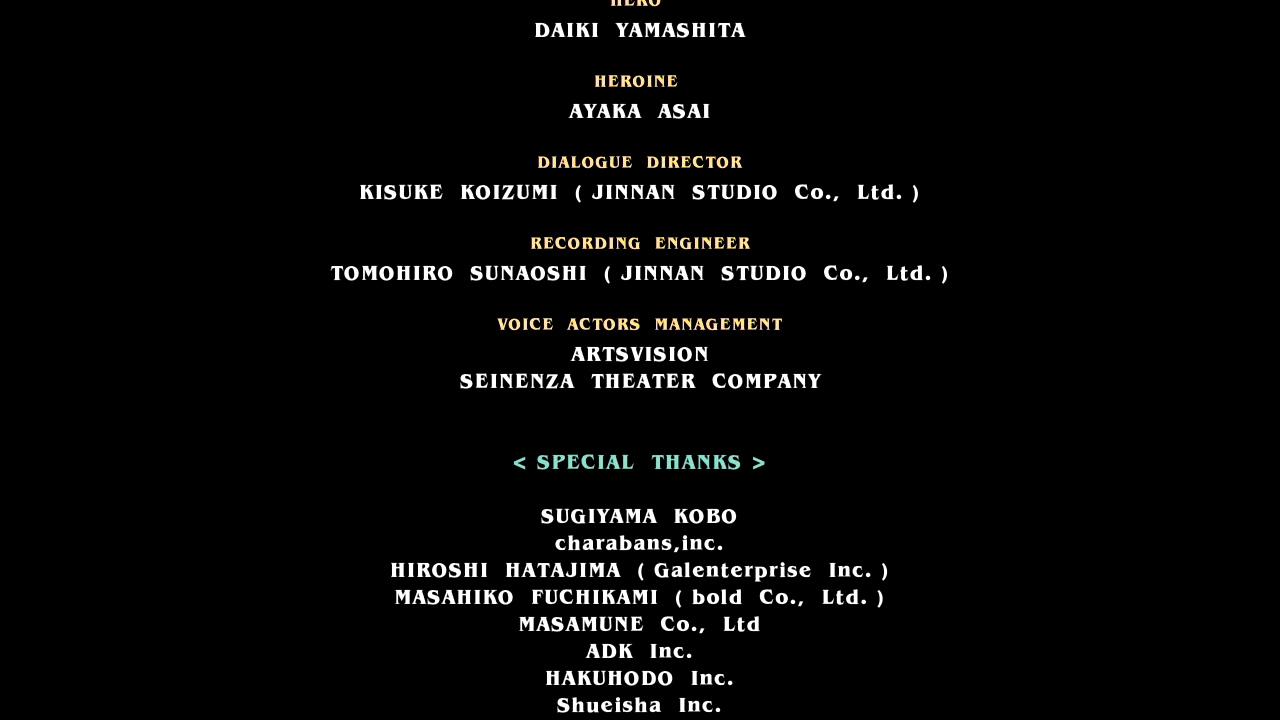 HERO
DAIKI YAMASHITA
HEROINE
AYAKA ASAI
DIALOGUE DIRECTOR
KISUKE KOIZUMI ( JINNAN STUDIO Co., Ltd. )
RECORDING ENGINEER
TOMOHIRO SUNAOSHI ( JINNAN STUDIO Co., Ltd. )
VOICE ACTORS MANAGEMENT
ARTSVISION
SEINENZA THEATER COMPANY
< SPECIAL THANKS >
SUGIYAMA KOBO
charabans,inc.
HIROSHI HATAJIMA ( Galenterprise Inc. )
MASAHIKO FUCHIKAMI ( bold Co., Ltd. )
MASAMUNE Co., Ltd
ADK Inc.
HAKUHODO Inc.
Shueisha Inc.